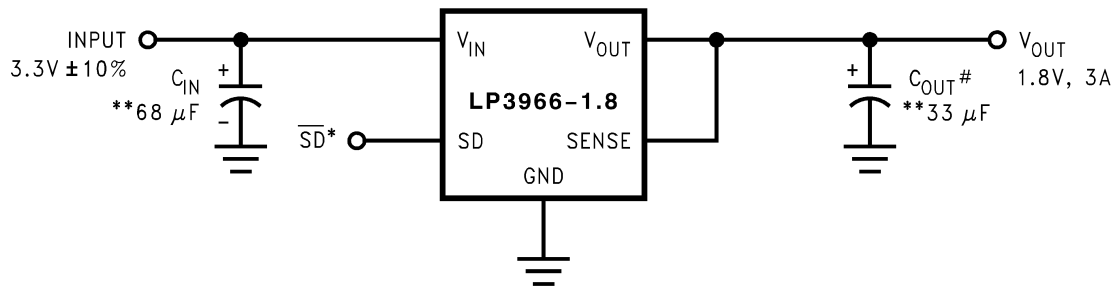 INPUT
3.3V ±10%
+
C_IN
**68 μF
−
V_IN
V_OUT
LP3966-1.8
S̅D̅*
SD
SENSE
GND
+
C_OUT#
**33 μF
V_OUT
1.8V, 3A